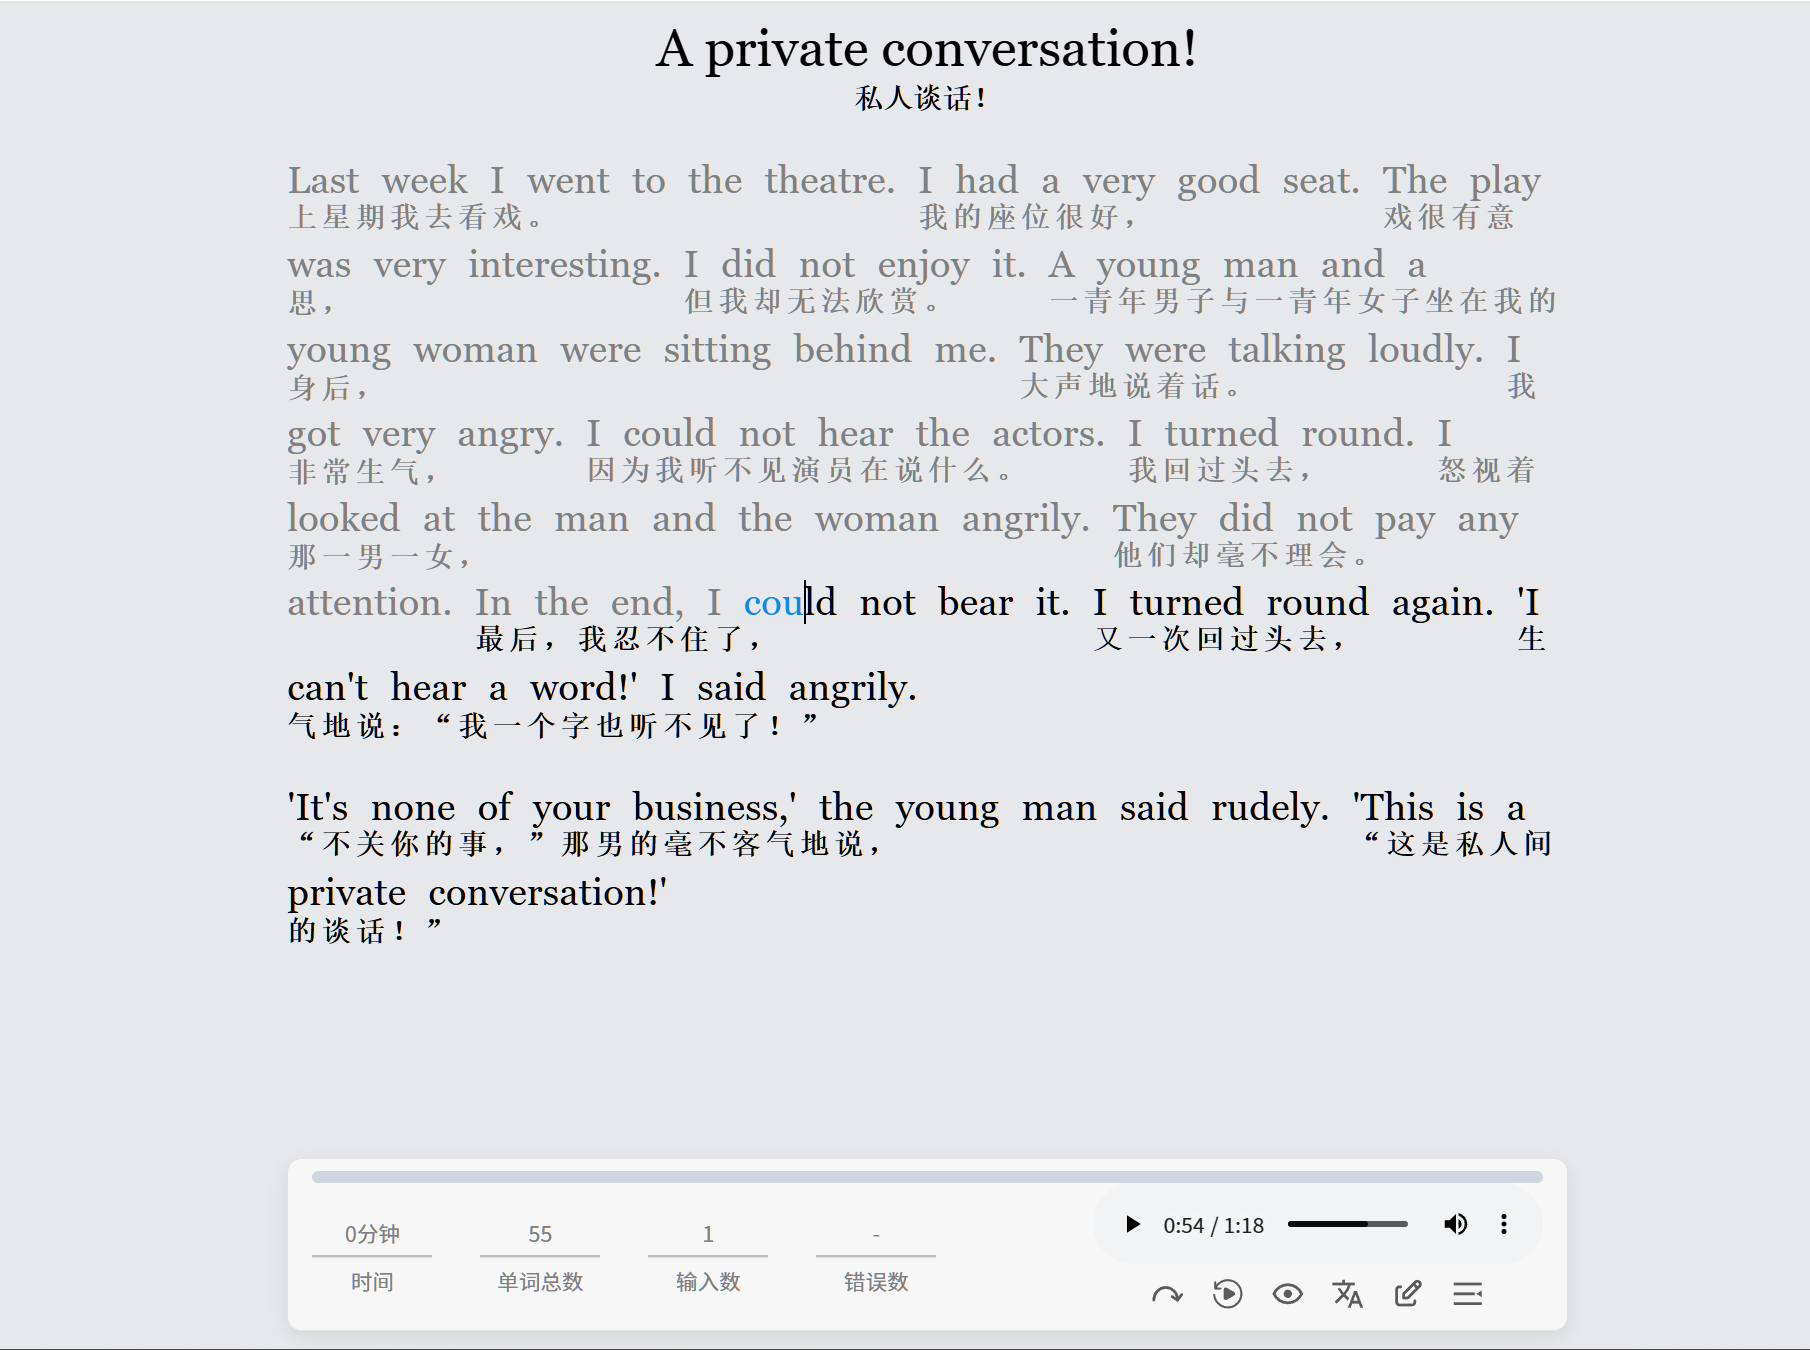 A private conversation!
私人谈话！
Last week I went to the theatre. I had a very good seat. The play
上星期我去看戏。 我的座位很好， 戏很有意
was very interesting. I did not enjoy it. A young man and a
思， 但我却无法欣赏。 一青年男子与一青年女子坐在我的
young woman were sitting behind me. They were talking loudly. I
身后， 大声地说着话。 我
got very angry. I could not hear the actors. I turned round. I
非常生气， 因为我听不见演员在说什么。 我回过头去， 怒视着
looked at the man and the woman angrily. They did not pay any
那一男一女， 他们却毫不理会。
attention. In the end, I could not bear it. I turned round again. 'I
最后，我忍不住了， 又一次回过头去， 生
can't hear a word!' I said angrily.
气地说：“我一个字也听不见了！”
'It's none of your business,' the young man said rudely. 'This is a
“不关你的事，”那男的毫不客气地说， “这是私人间
private conversation!'
的谈话！”
0分钟 55 1 - 0:54 / 1:18
时间 单词总数 输入数 错误数